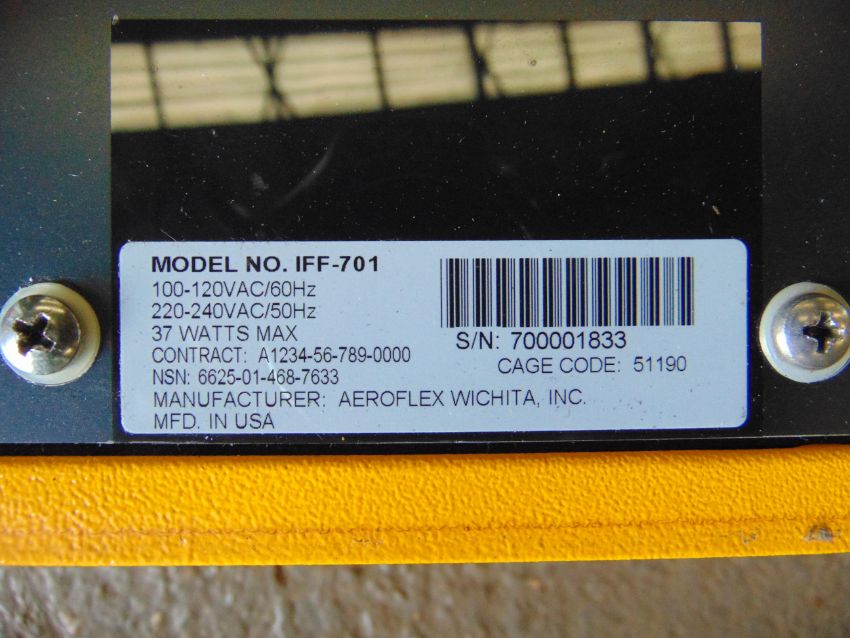 MODEL NO. IFF-701
100-120VAC/60Hz
220-240VAC/50Hz
37 WATTS MAX
CONTRACT: A1234-56-789-0000
NSN: 6625-01-468-7633
S/N: 700001833
CAGE CODE: 51190
MANUFACTURER: AEROFLEX WICHITA, INC.
MFD. IN USA